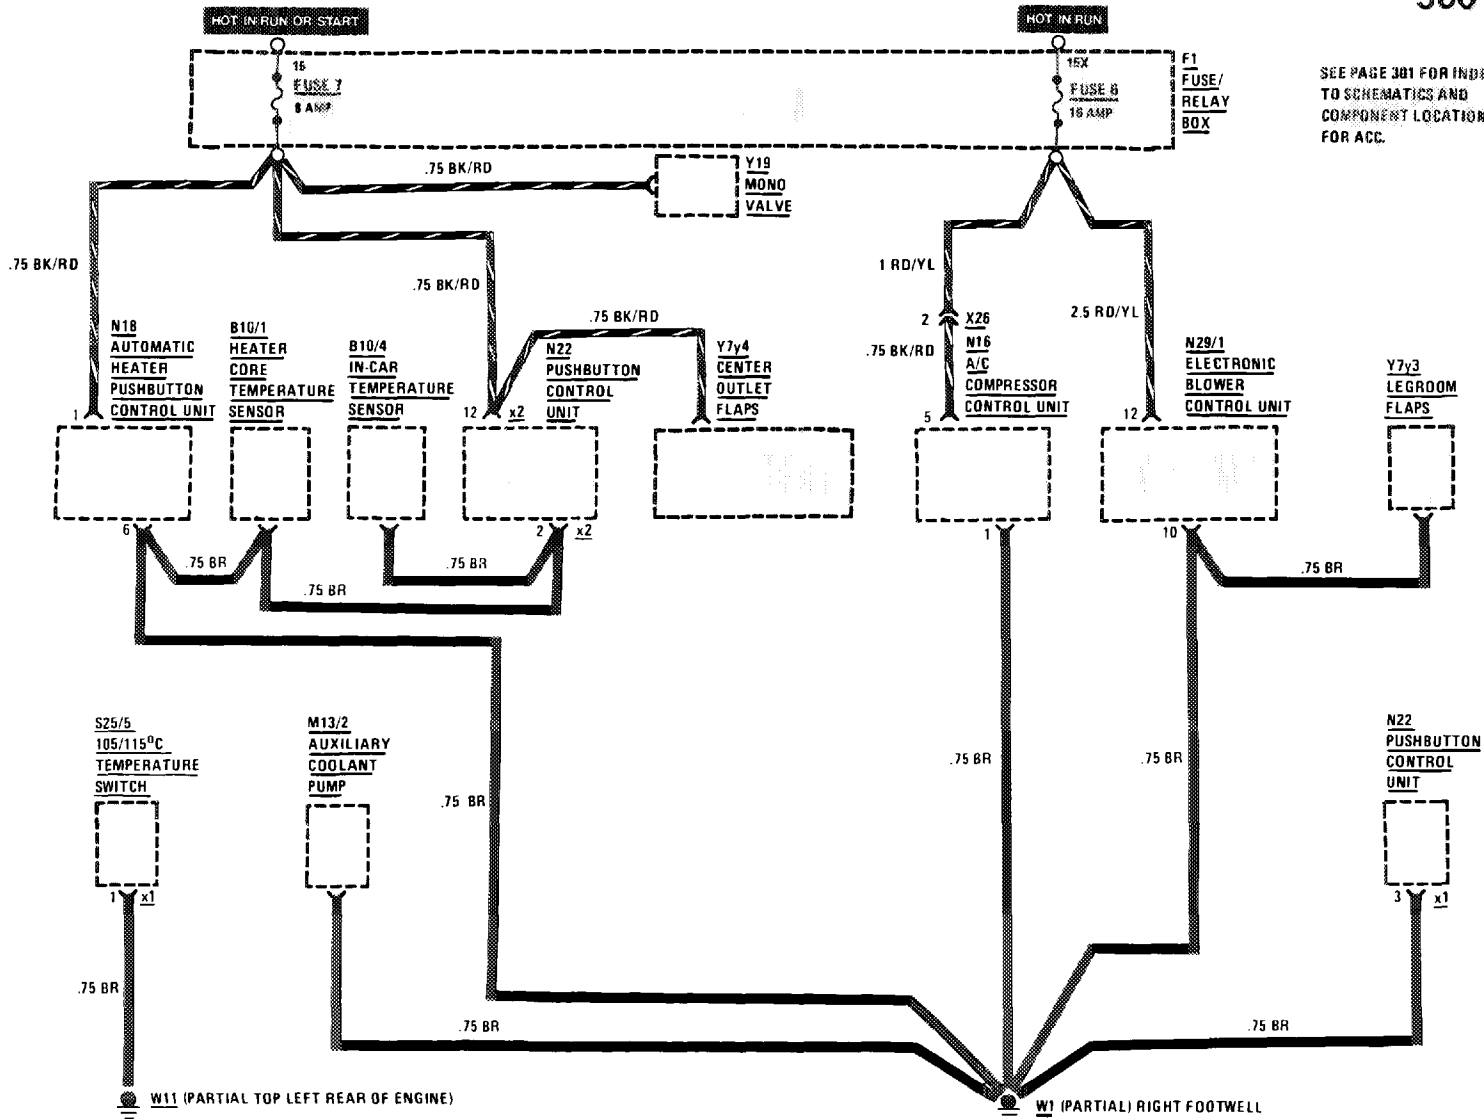 HOT IN RUN OR START
HOT IN RUN
15
FUSE 7
8 AMP
15X
FUSE 8
16 AMP
F1
FUSE/
RELAY
BOX
SEE PAGE 301 FOR
TO SCHEMATICS AND
COMPONENT LOCATION
FOR ACC.
.75 BK/RD
Y19
MONO
VALVE
.75 BK/RD
.75 BK/RD
.75 BK/RD
1 RD/YL
2 X26
.75 BK/RD
2.5 RD/YL
N18
AUTOMATIC
HEATER
PUSHBUTTON
CONTROL UNIT
1
B10/1
HEATER
CORE
TEMPERATURE
SENSOR
B10/4
IN-CAR
TEMPERATURE
SENSOR
12 x2
N22
PUSHBUTTON
CONTROL
UNIT
Y7y4
CENTER
OUTLET
FLAPS
N16
A/C
COMPRESSOR
CONTROL UNIT
5
N29/1
ELECTRONIC
BLOWER
CONTROL UNIT
12
Y7y3
LEGROOM
FLAPS
6
2 x2
1
10
.75 BR
.75 BR
.75 BR
.75 BR
S25/5
105/115°C
TEMPERATURE
SWITCH
M13/2
AUXILIARY
COOLANT
PUMP
.75 BR
.75 BR
.75 BR
N22
PUSHBUTTON
CONTROL
UNIT
1 x1
3 x1
.75 BR
.75 BR
.75 BR
W11 (PARTIAL TOP LEFT REAR OF ENGINE)
W1 (PARTIAL) RIGHT FOOTWELL